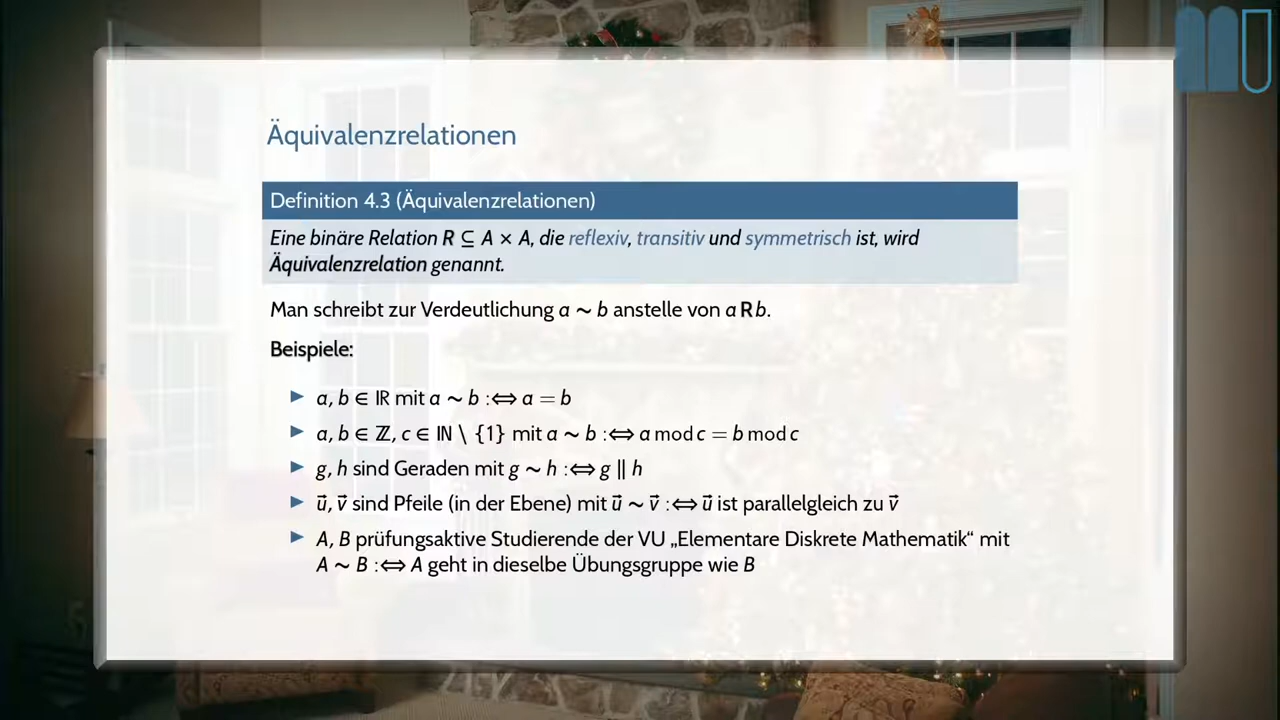 Äquivalenzrelationen
Definition 4.3 (Äquivalenzrelationen)
Eine binäre Relation R ⊆ A × A, die reflexiv, transitiv und symmetrisch ist, wird
Äquivalenzrelation genannt.
Man schreibt zur Verdeutlichung a ∼ b anstelle von a R b.
Beispiele:
▶ a, b ∈ ℝ mit a ∼ b :⟺ a = b
▶ a, b ∈ ℤ, c ∈ ℕ \ {1} mit a ∼ b :⟺ a mod c = b mod c
▶ g, h sind Geraden mit g ∼ h :⟺ g ∥ h
▶ u⃗, v⃗ sind Pfeile (in der Ebene) mit u⃗ ∼ v⃗ :⟺ u⃗ ist parallelgleich zu v⃗
▶ A, B prüfungsaktive Studierende der VU „Elementare Diskrete Mathematik“ mit
A ∼ B :⟺ A geht in dieselbe Übungsgruppe wie B